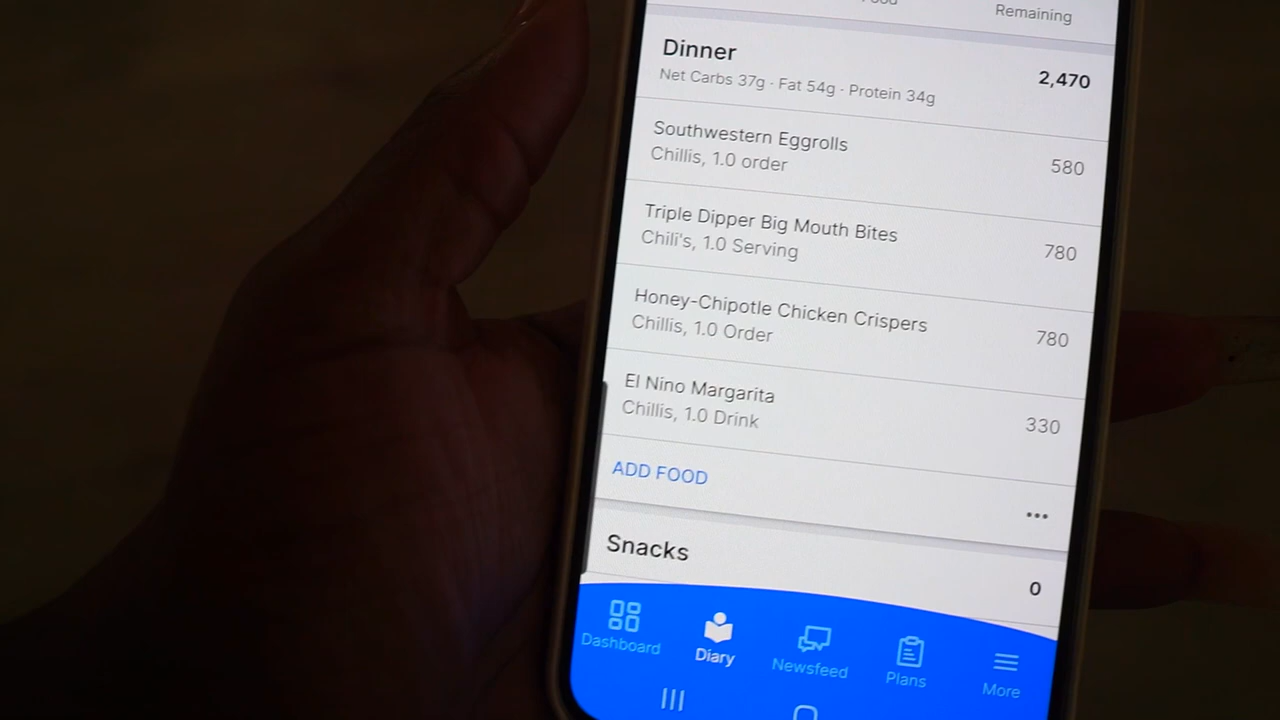 Remaining
Dinner 2,470
Net Carbs 37g · Fat 54g · Protein 34g
Southwestern Eggrolls 580
Chillis, 1.0 order
Triple Dipper Big Mouth Bites 780
Chili's, 1.0 Serving
Honey-Chipotle Chicken Crispers 780
Chillis, 1.0 Order
El Nino Margarita 330
Chillis, 1.0 Drink
ADD FOOD
Snacks 0
Dashboard Diary Newsfeed Plans More